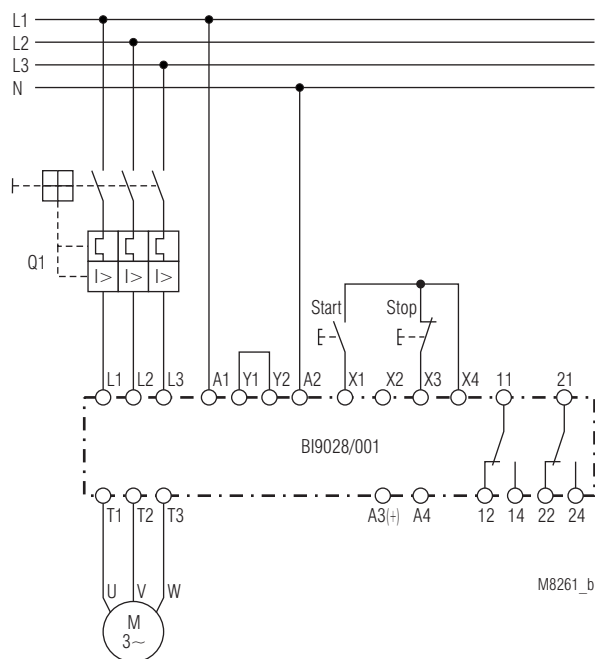 L1
L2
L3
N
Q1
I> I> I>
Start Stop
L1 L2 L3 A1 Y1 Y2 A2 X1 X2 X3 X4 11 21
BI9028/001
T1 T2 T3 A3(+) A4 12 14 22 24
U V W
M
3~
M8261_b